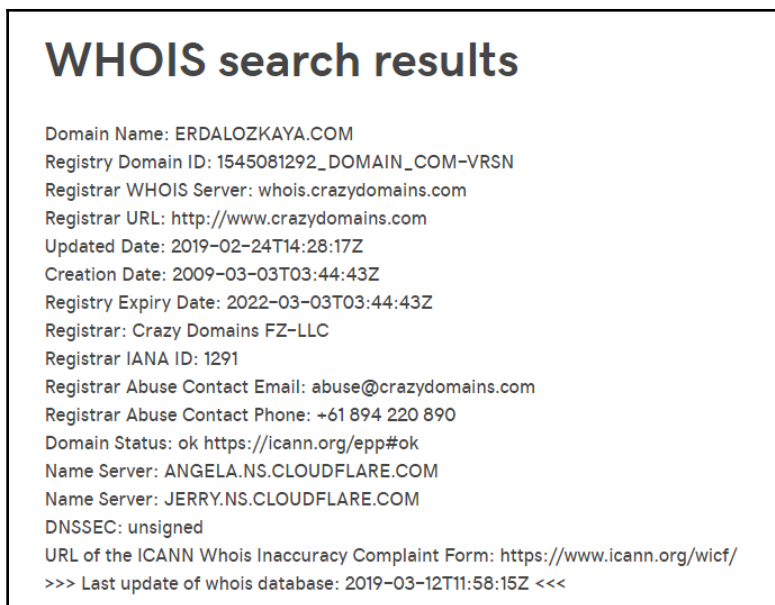 WHOIS search results
Domain Name: ERDALOZKAYA.COM
Registry Domain ID: 1545081292_DOMAIN_COM-VRSN
Registrar WHOIS Server: whois.crazydomains.com
Registrar URL: http://www.crazydomains.com
Updated Date: 2019-02-24T14:28:17Z
Creation Date: 2009-03-03T03:44:43Z
Registry Expiry Date: 2022-03-03T03:44:43Z
Registrar: Crazy Domains FZ-LLC
Registrar IANA ID: 1291
Registrar Abuse Contact Email: abuse@crazydomains.com
Registrar Abuse Contact Phone: +61 894 220 890
Domain Status: ok https://icann.org/epp#ok
Name Server: ANGELA.NS.CLOUDFLARE.COM
Name Server: JERRY.NS.CLOUDFLARE.COM
DNSSEC: unsigned
URL of the ICANN Whois Inaccuracy Complaint Form: https://www.icann.org/wicf/
>>> Last update of whois database: 2019-03-12T11:58:15Z <<<